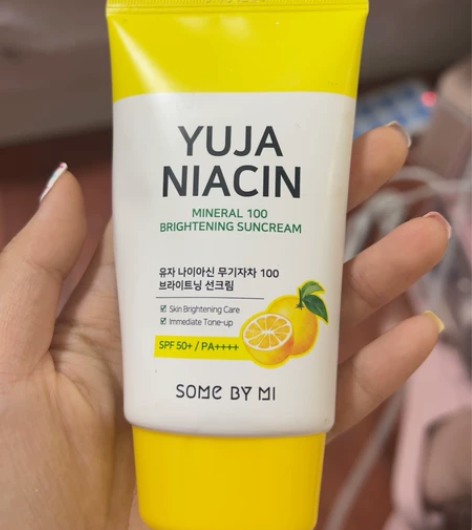 YUJA
NIACIN
MINERAL 100
BRIGHTENING SUNCREAM
유자 나이아신 무기자차 100
브라이트닝 선크림
Skin Brightening Care
Immediate Tone-up
SPF 50+ / PA++++
SOME BY MI